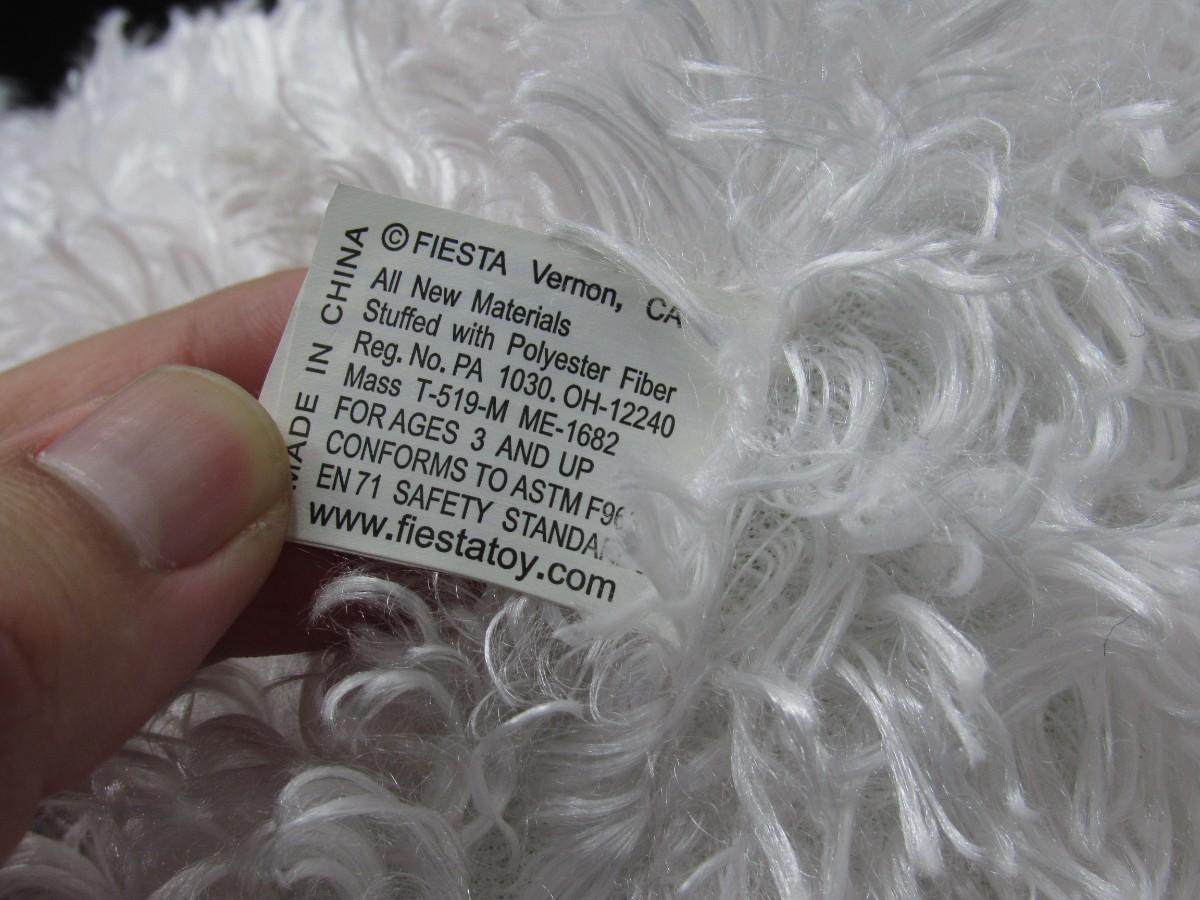 © FIESTA Vernon, CA
All New Materials
Stuffed with Polyester Fiber
Reg. No. PA 1030. OH-12240
Mass T-519-M ME-1682
FOR AGES 3 AND UP
CONFORMS TO ASTM
EN 71 SAFETY
www.fiestatoy.com
MADE IN CHINA